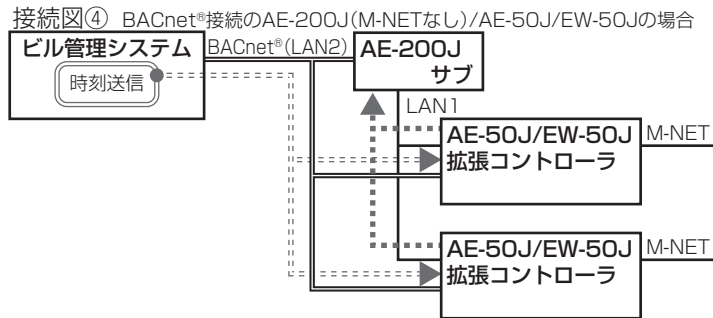 接続図④ BACnet®接続のAE-200J(M-NETなし)/AE-50J/EW-50Jの場合
ビル管理システム
時刻送信
BACnet®(LAN2)
AE-200J
サブ
LAN1
AE-50J/EW-50J
拡張コントローラ
M-NET
AE-50J/EW-50J
拡張コントローラ
M-NET